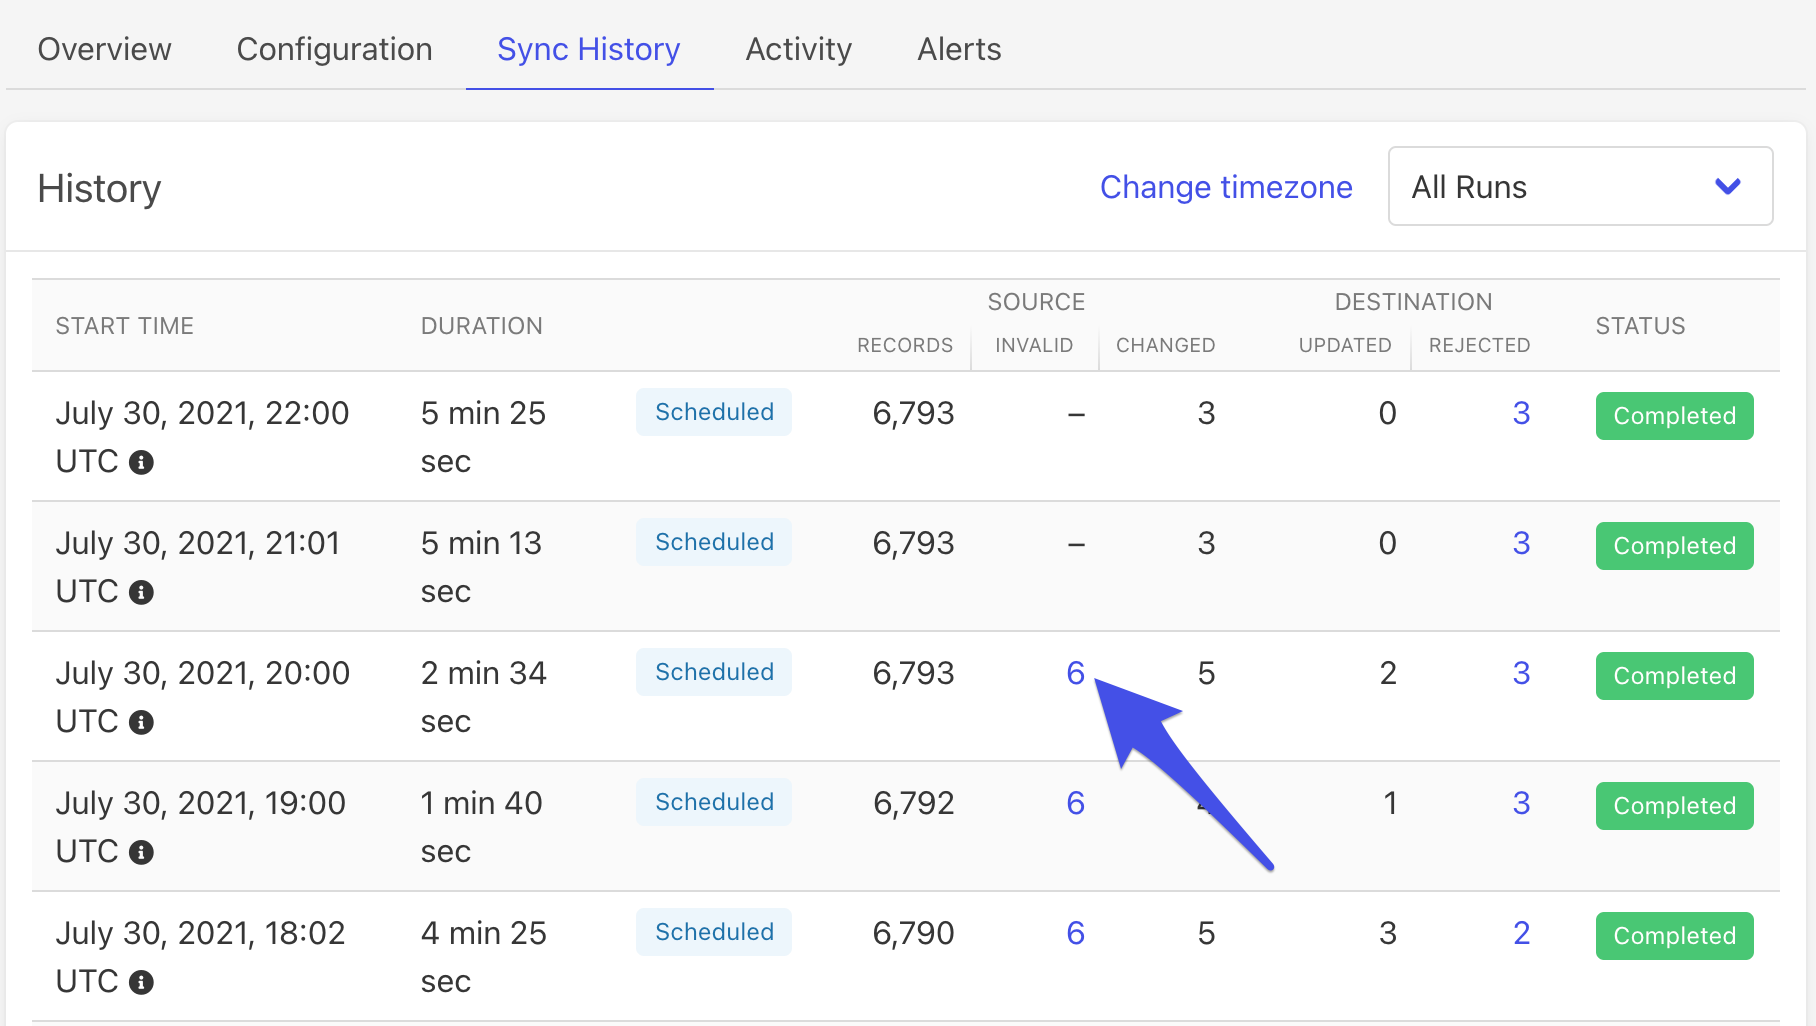 Overview Configuration Sync History Activity Alerts
History Change timezone All Runs
START TIME DURATION SOURCE DESTINATION STATUS
RECORDS INVALID CHANGED UPDATED REJECTED
July 30, 2021, 22:00 5 min 25 Scheduled 6,793 – 3 0 3 Completed
UTC sec
July 30, 2021, 21:01 5 min 13 Scheduled 6,793 – 3 0 3 Completed
UTC sec
July 30, 2021, 20:00 2 min 34 Scheduled 6,793 6 5 2 3 Completed
UTC sec
July 30, 2021, 19:00 1 min 40 Scheduled 6,792 6 1 3 Completed
UTC sec
July 30, 2021, 18:02 4 min 25 Scheduled 6,790 6 5 3 2 Completed
UTC sec